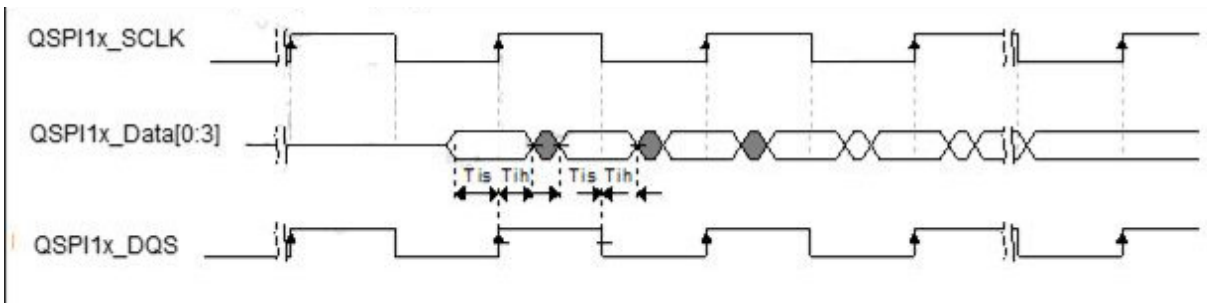 QSPI1x_SCLK
QSPI1x_Data[0:3]
Tis Tih Tis Tih
QSPI1x_DQS